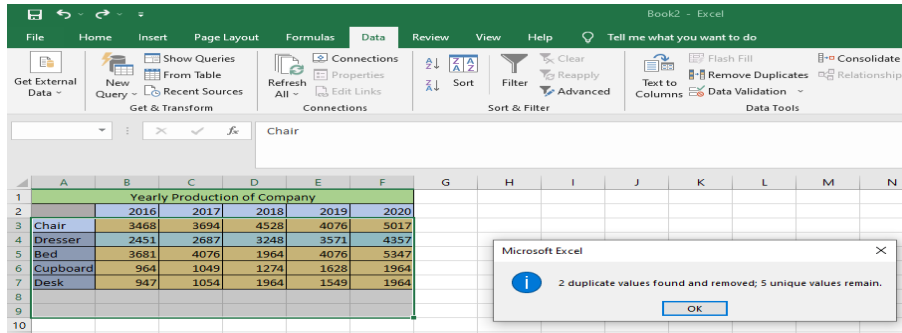 Book2 - Excel
File Home Insert Page Layout Formulas Data Review View Help Tell me what you want to do
Get External Data
New Query
Show Queries
From Table
Recent Sources
Get & Transform
Refresh All
Connections
Properties
Edit Links
Connections
Sort
Filter
Clear
Reapply
Advanced
Sort & Filter
Text to Columns
Flash Fill
Remove Duplicates
Data Validation
Consolidate
Relationship
Data Tools
fx Chair
A B C D E F G H I J K L M N
1 Yearly Production of Company
2 2016 2017 2018 2019 2020
3 Chair 3468 3694 4528 4076 5017
4 Dresser 2451 2687 3248 3571 4357
5 Bed 3681 4076 1964 4076 5347
6 Cupboard 964 1049 1274 1628 1964
7 Desk 947 1054 1964 1549 1964
8
9
10
Microsoft Excel
2 duplicate values found and removed; 5 unique values remain.
OK